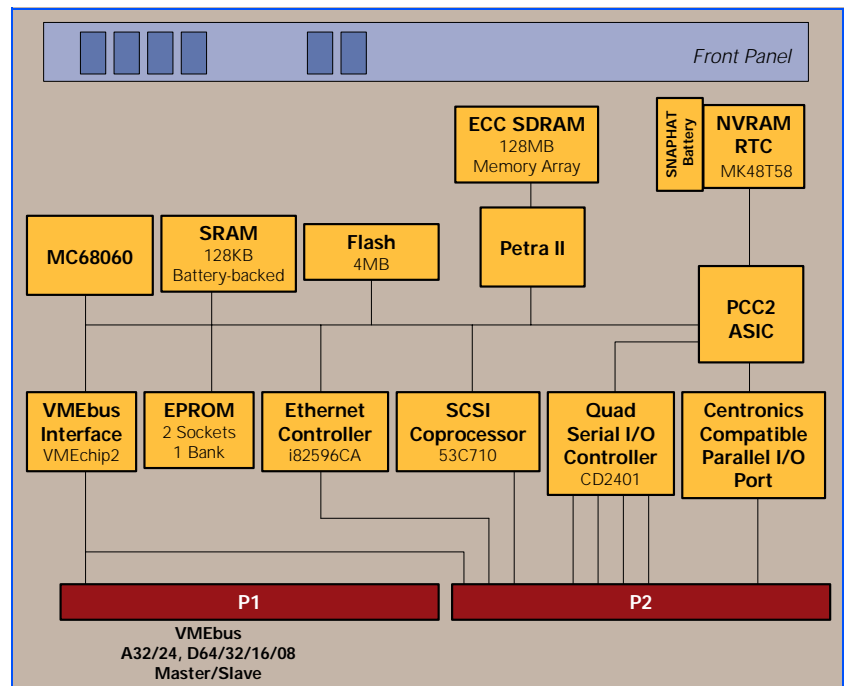 Front Panel
ECC SDRAM
128MB
Memory Array
SNAPHAT
Battery
NVRAM
RTC
MK48T58
MC68060
SRAM
128KB
Battery-backed
Flash
4MB
Petra II
PCC2
ASIC
VMEbus
Interface
VMEchip2
EPROM
2 Sockets
1 Bank
Ethernet
Controller
i82596CA
SCSI
Coprocessor
53C710
Quad
Serial I/O
Controller
CD2401
Centronics
Compatible
Parallel I/O
Port
P1
P2
VMEbus
A32/24, D64/32/16/08
Master/Slave